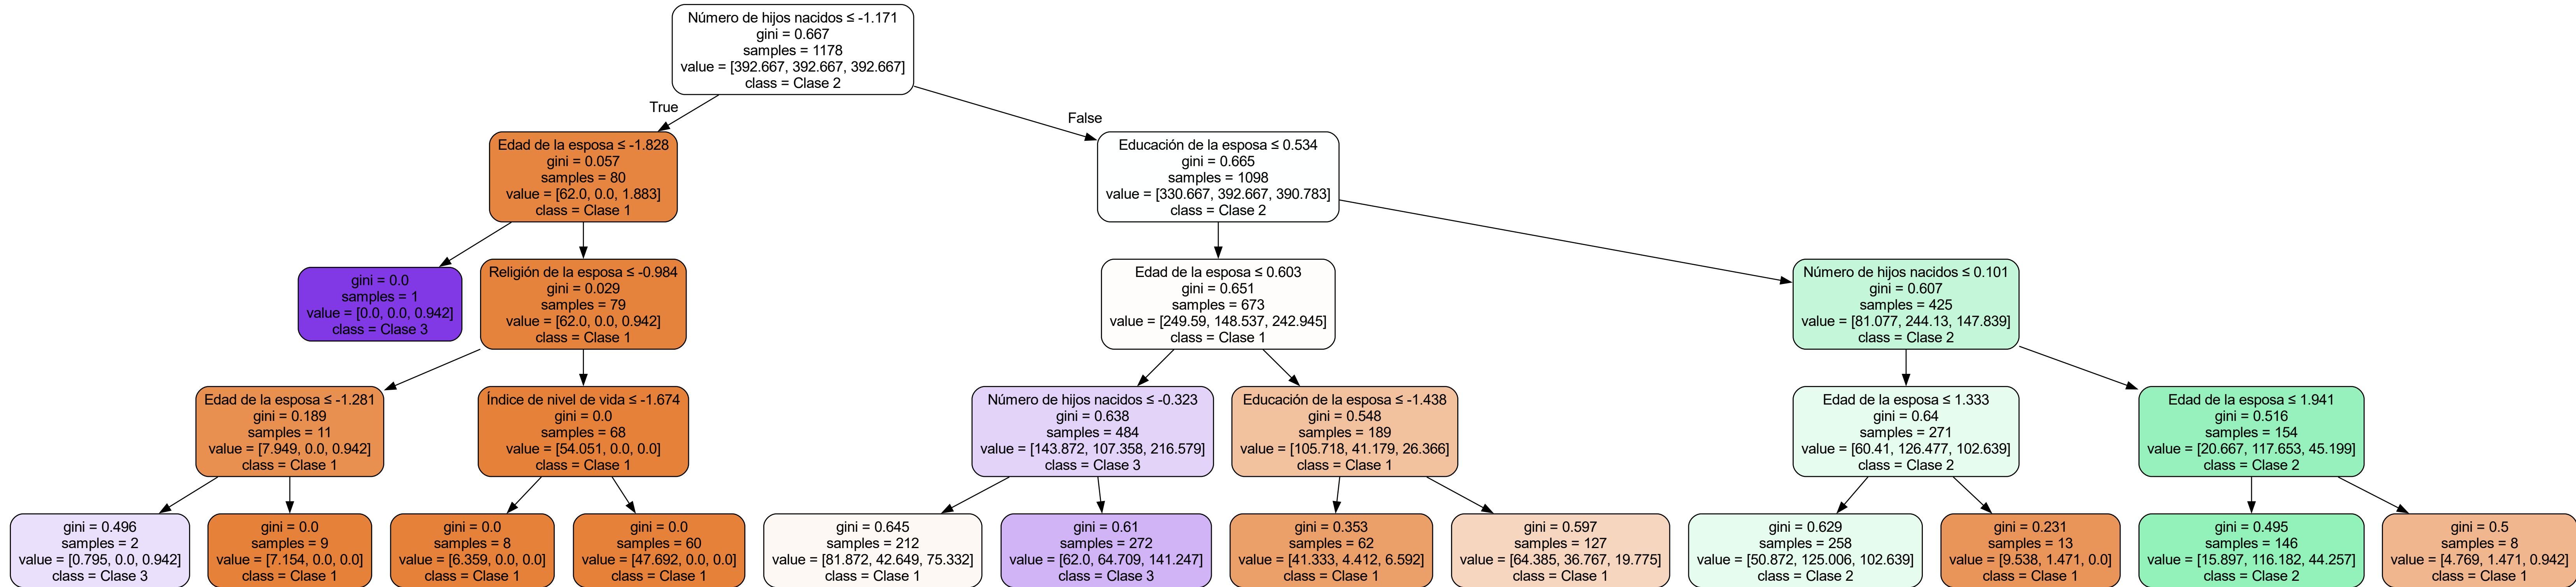 Número de hijos nacidos ≤ -1.171
gini = 0.667
samples = 1178
value = [392.667, 392.667, 392.667]
class = Clase 2
True
False
Edad de la esposa ≤ -1.828
gini = 0.057
samples = 80
value = [62.0, 0.0, 1.883]
class = Clase 1
Educación de la esposa ≤ 0.534
gini = 0.665
samples = 1098
value = [330.667, 392.667, 390.783]
class = Clase 2
gini = 0.0
samples = 1
value = [0.0, 0.0, 0.942]
class = Clase 3
Religión de la esposa ≤ -0.984
gini = 0.029
samples = 79
value = [62.0, 0.0, 0.942]
class = Clase 1
Edad de la esposa ≤ 0.603
gini = 0.651
samples = 673
value = [249.59, 148.537, 242.945]
class = Clase 1
Número de hijos nacidos ≤ 0.101
gini = 0.607
samples = 425
value = [81.077, 244.13, 147.839]
class = Clase 2
Edad de la esposa ≤ -1.281
gini = 0.189
samples = 11
value = [7.949, 0.0, 0.942]
class = Clase 1
Índice de nivel de vida ≤ -1.674
gini = 0.0
samples = 68
value = [54.051, 0.0, 0.0]
class = Clase 1
Número de hijos nacidos ≤ -0.323
gini = 0.638
samples = 484
value = [143.872, 107.358, 216.579]
class = Clase 3
Educación de la esposa ≤ -1.438
gini = 0.548
samples = 189
value = [105.718, 41.179, 26.366]
class = Clase 1
Edad de la esposa ≤ 1.333
gini = 0.64
samples = 271
value = [60.41, 126.477, 102.639]
class = Clase 2
Edad de la esposa ≤ 1.941
gini = 0.516
samples = 154
value = [20.667, 117.653, 45.199]
class = Clase 2
gini = 0.496
samples = 2
value = [0.795, 0.0, 0.942]
class = Clase 3
gini = 0.0
samples = 9
value = [7.154, 0.0, 0.0]
class = Clase 1
gini = 0.0
samples = 8
value = [6.359, 0.0, 0.0]
class = Clase 1
gini = 0.0
samples = 60
value = [47.692, 0.0, 0.0]
class = Clase 1
gini = 0.645
samples = 212
value = [81.872, 42.649, 75.332]
class = Clase 1
gini = 0.61
samples = 272
value = [62.0, 64.709, 141.247]
class = Clase 3
gini = 0.353
samples = 62
value = [41.333, 4.412, 6.592]
class = Clase 1
gini = 0.597
samples = 127
value = [64.385, 36.767, 19.775]
class = Clase 1
gini = 0.629
samples = 258
value = [50.872, 125.006, 102.639]
class = Clase 2
gini = 0.231
samples = 13
value = [9.538, 1.471, 0.0]
class = Clase 1
gini = 0.495
samples = 146
value = [15.897, 116.182, 44.257]
class = Clase 2
gini = 0.5
samples = 8
value = [4.769, 1.471, 0.942]
class = Clase 1